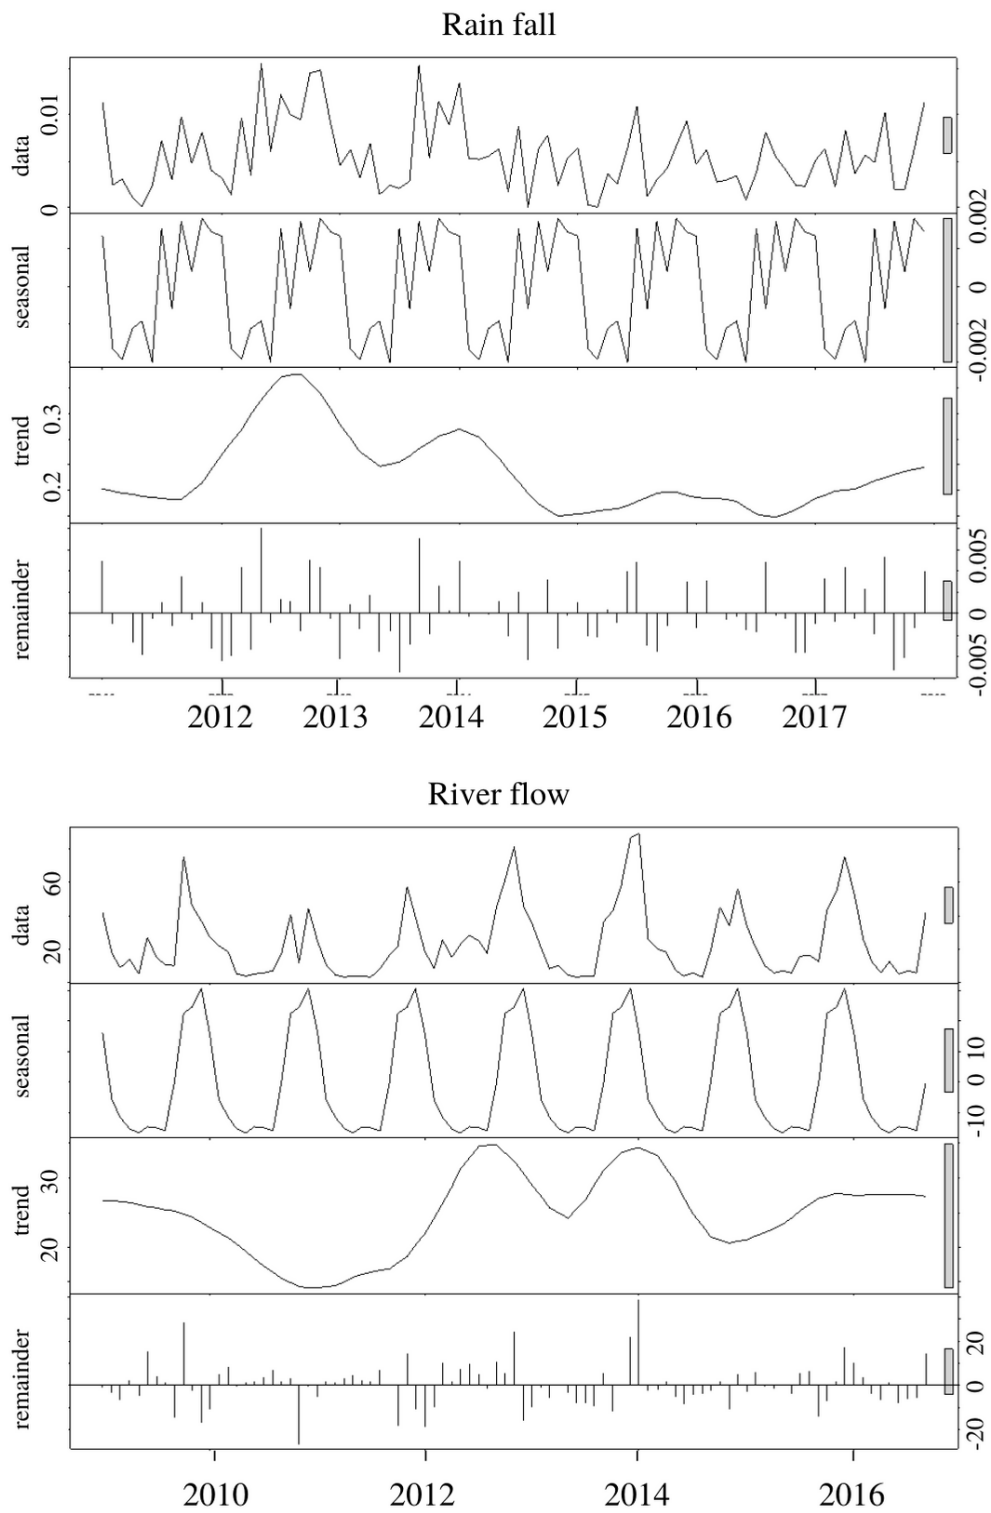 Rain fall
data
0 0.01
seasonal
-0.002 0 0.002
trend
0.2 0.3
remainder
-0.005 0 0.005
2012 2013 2014 2015 2016 2017
River flow
data
20 60
seasonal
-10 0 10
trend
20 30
remainder
-20 0 20
2010 2012 2014 2016